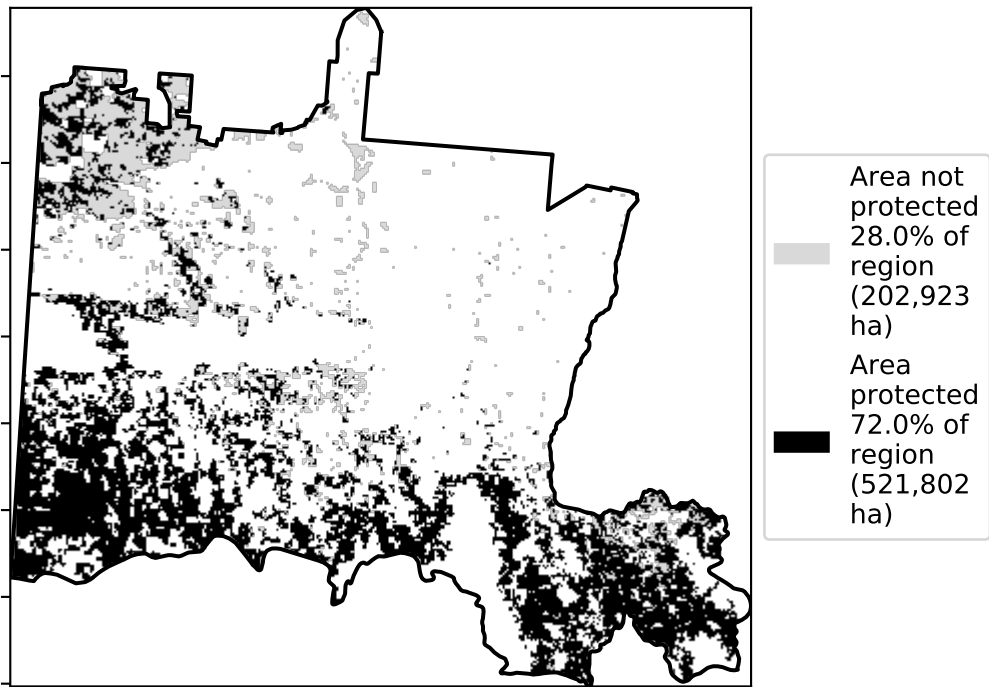 Area not
protected
28.0% of
region
(202,923
ha)
Area
protected
72.0% of
region
(521,802
ha)